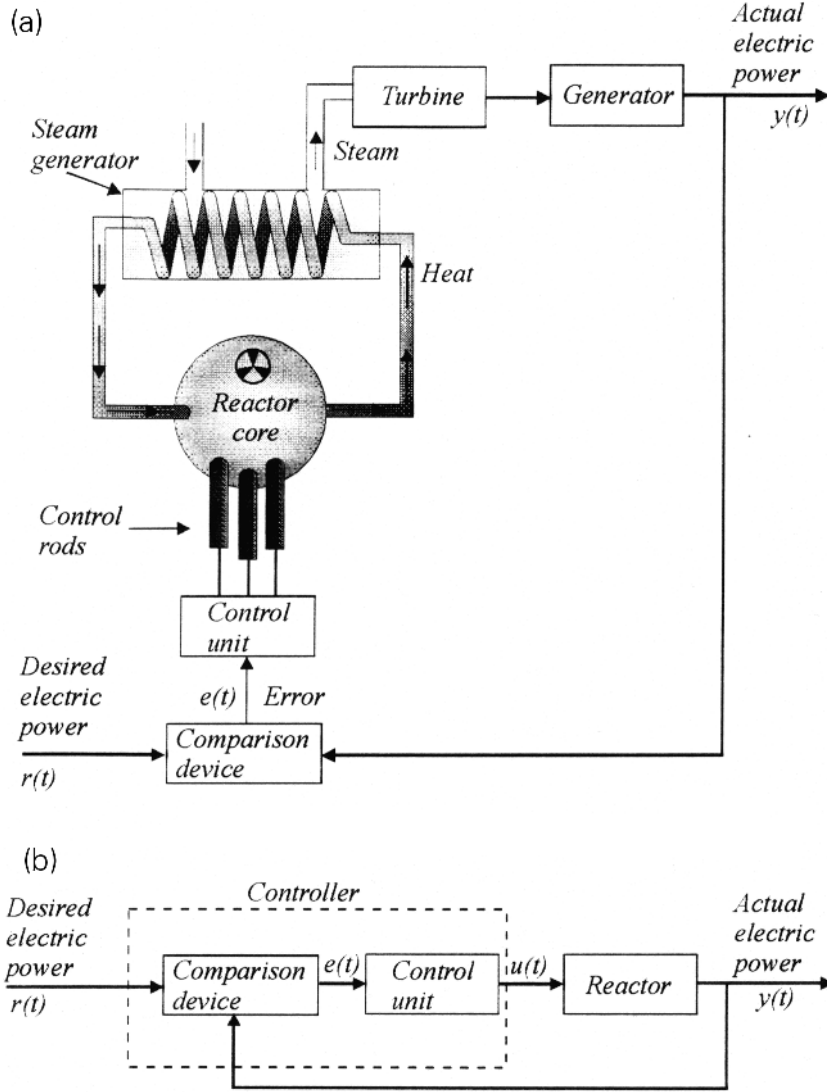 (a)
Actual
electric
power
y(t)
Turbine
Generator
Steam
generator
Steam
Heat
Reactor
core
Control
rods
Control
unit
Desired
electric
power
r(t)
e(t) Error
Comparison
device
(b)
Controller
Desired
electric
power
r(t)
Comparison
device
e(t)
Control
unit
u(t)
Reactor
Actual
electric
power
y(t)